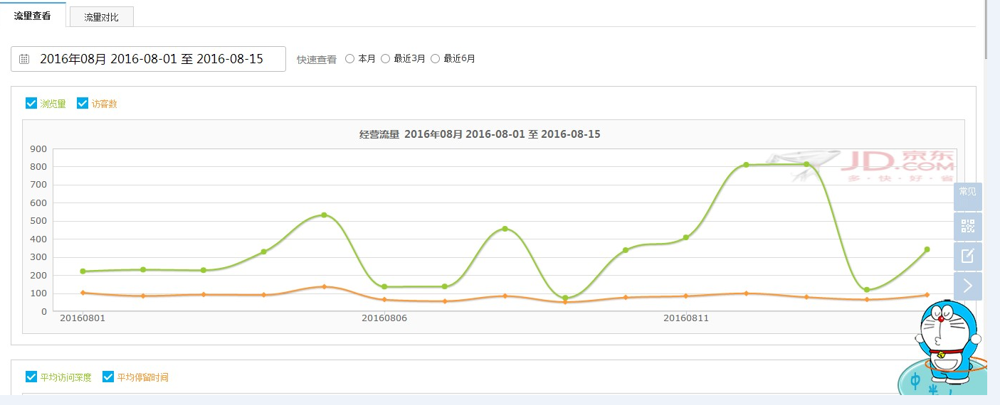 流量查看 流量对比
2016年08月 2016-08-01 至 2016-08-15 快速查看 本月 最近3月 最近6月
浏览量 访客数
经营流量 2016年08月 2016-08-01 至 2016-08-15
900
JD 京东
.COM
多·快·好·省
800
700
常见
600
500
400
300
200
100
0
20160801 20160806 20160811
平均访问深度 平均停留时间